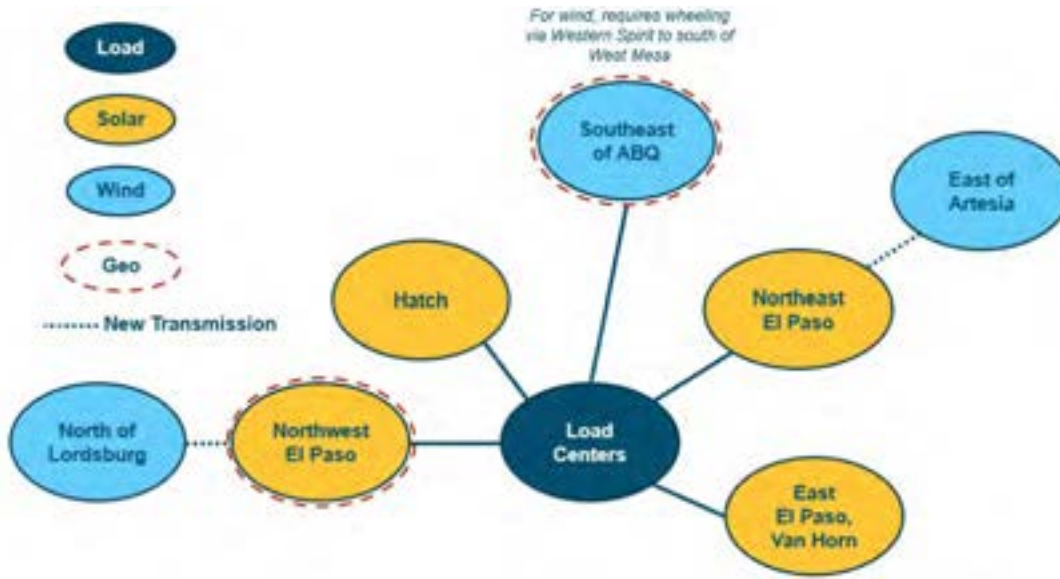 Load
Solar
Wind
Geo
New Transmission
For wind, requires wheeling
via Western Spirit to south of
West Mesa
Southeast
of ABQ
East of
Artesia
Hatch
Northeast
El Paso
North of
Lordsburg
Northwest
El Paso
Load
Centers
East
El Paso,
Van Horn